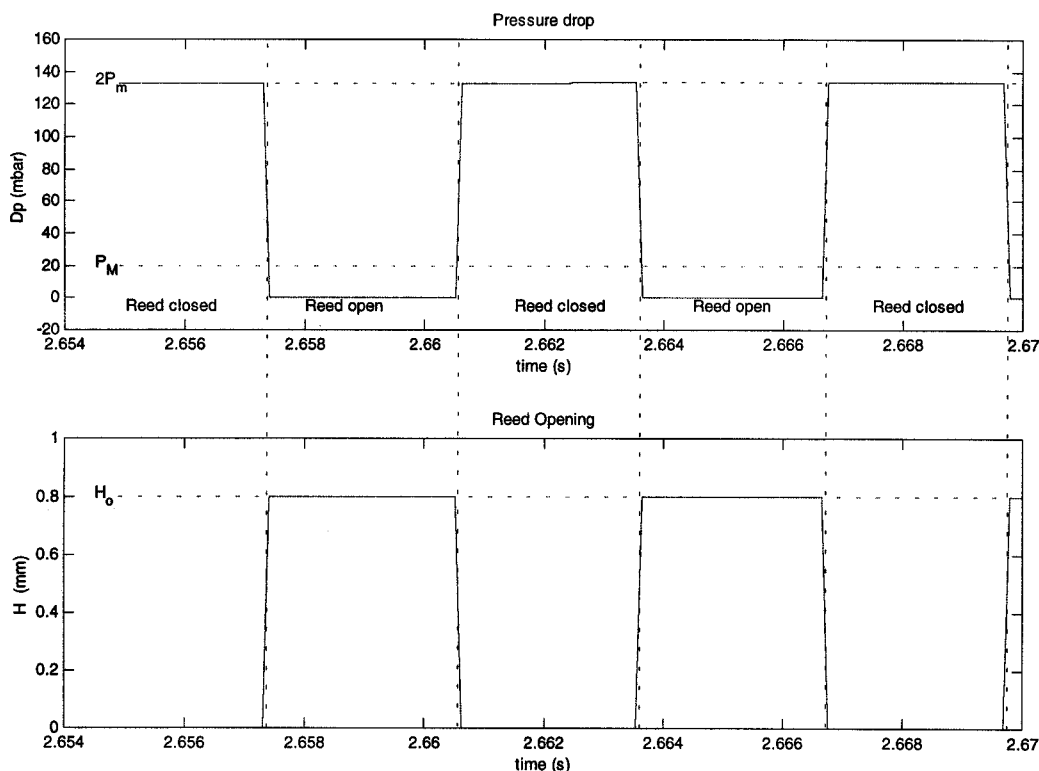 Pressure drop
160
140
2Pm
120
100
80
60
40
PM
20
0
-20
Dp (mbar)
Reed closed Reed open Reed closed Reed open Reed closed
2.654 2.656 2.658 2.66 2.662 2.664 2.666 2.668 2.67
time (s)
Reed Opening
1
Ho
0.8
0.6
0.4
0.2
0
H (mm)
2.654 2.656 2.658 2.66 2.662 2.664 2.666 2.668 2.67
time (s)